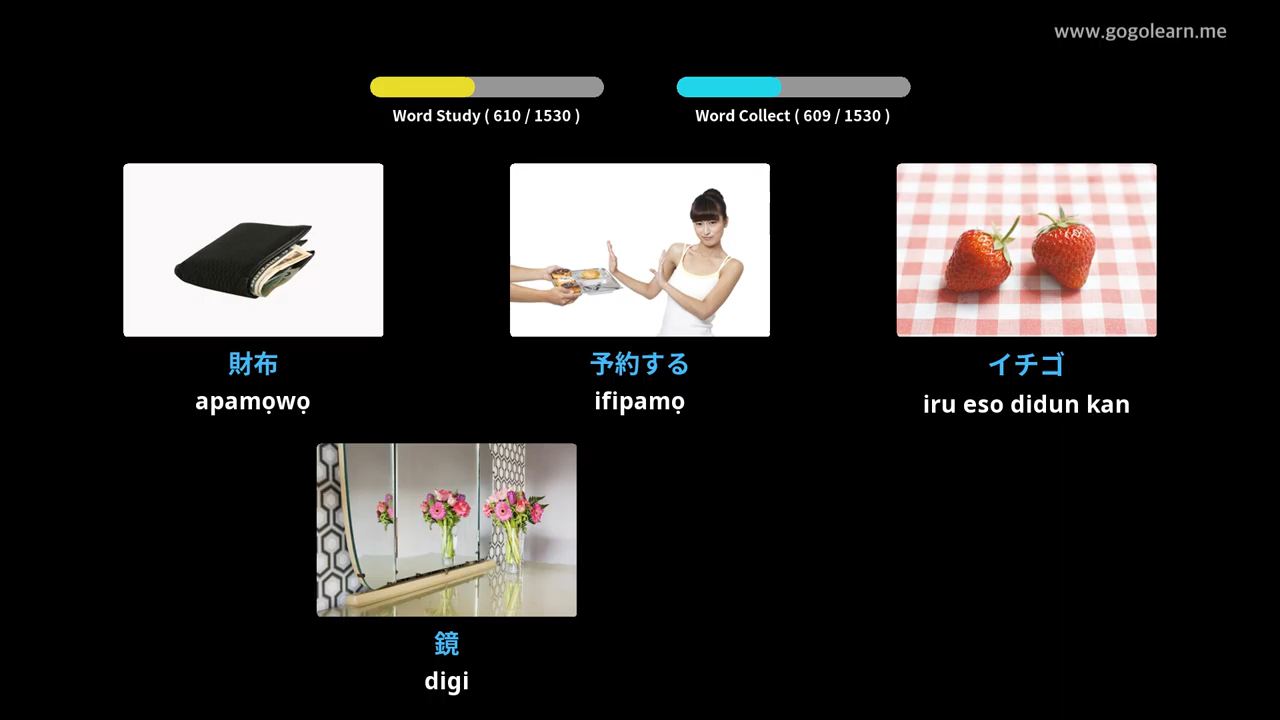 www.gogolearn.me
Word Study ( 610 / 1530 )
Word Collect ( 609 / 1530 )
財布
apamọwọ
予約する
ifipamọ
イチゴ
iru eso didun kan
鏡
digi